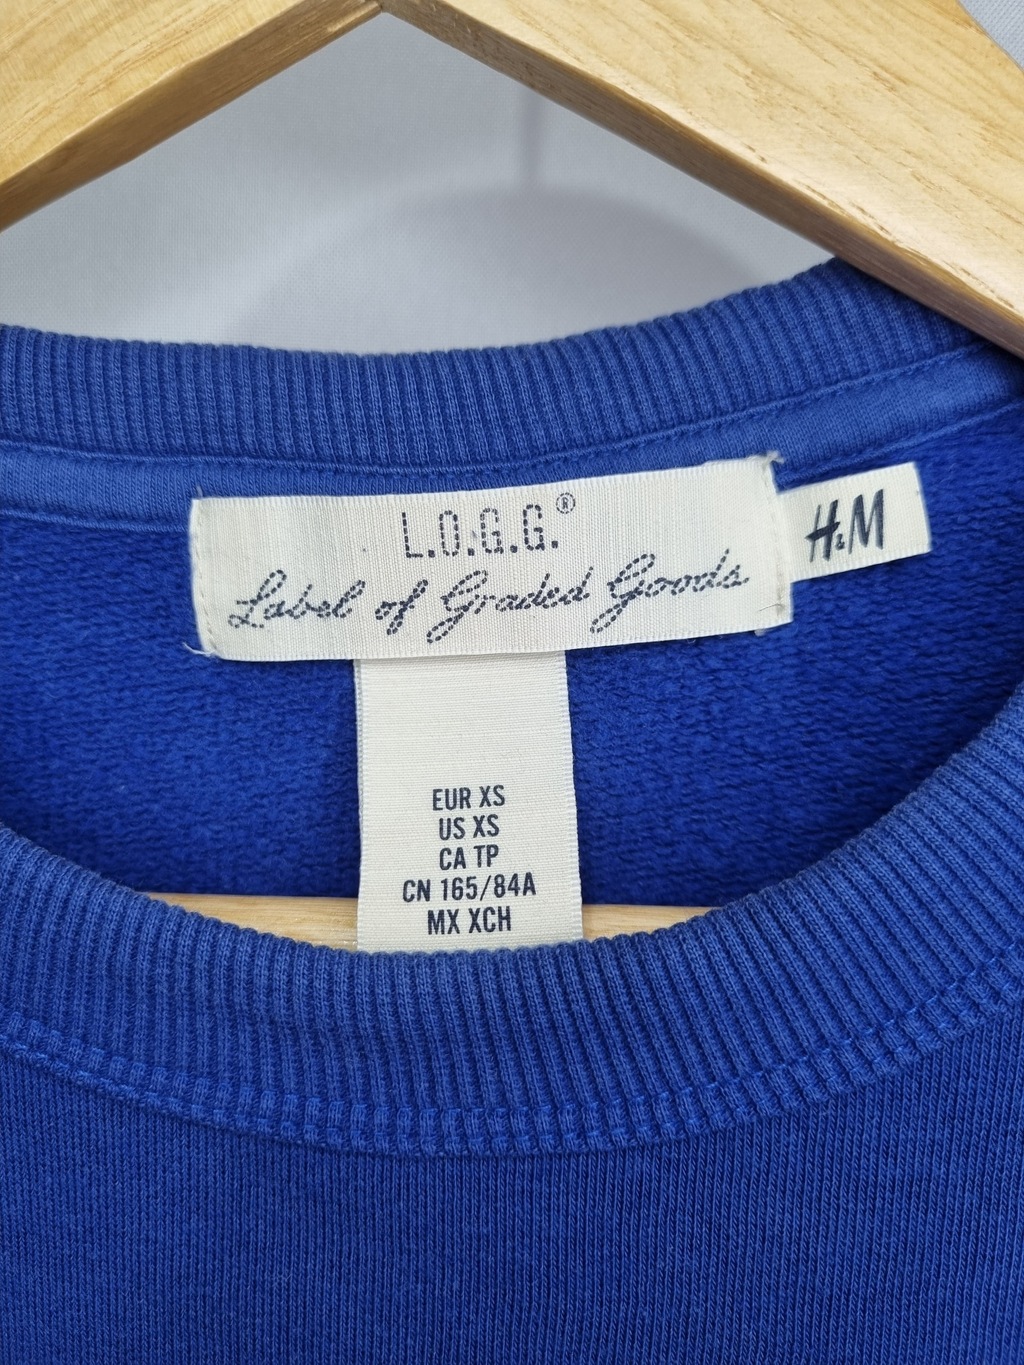 L.O.G.G.®
Label of Graded Goods
H&M
EUR XS
US XS
CA TP
CN 165/84A
MX XCH